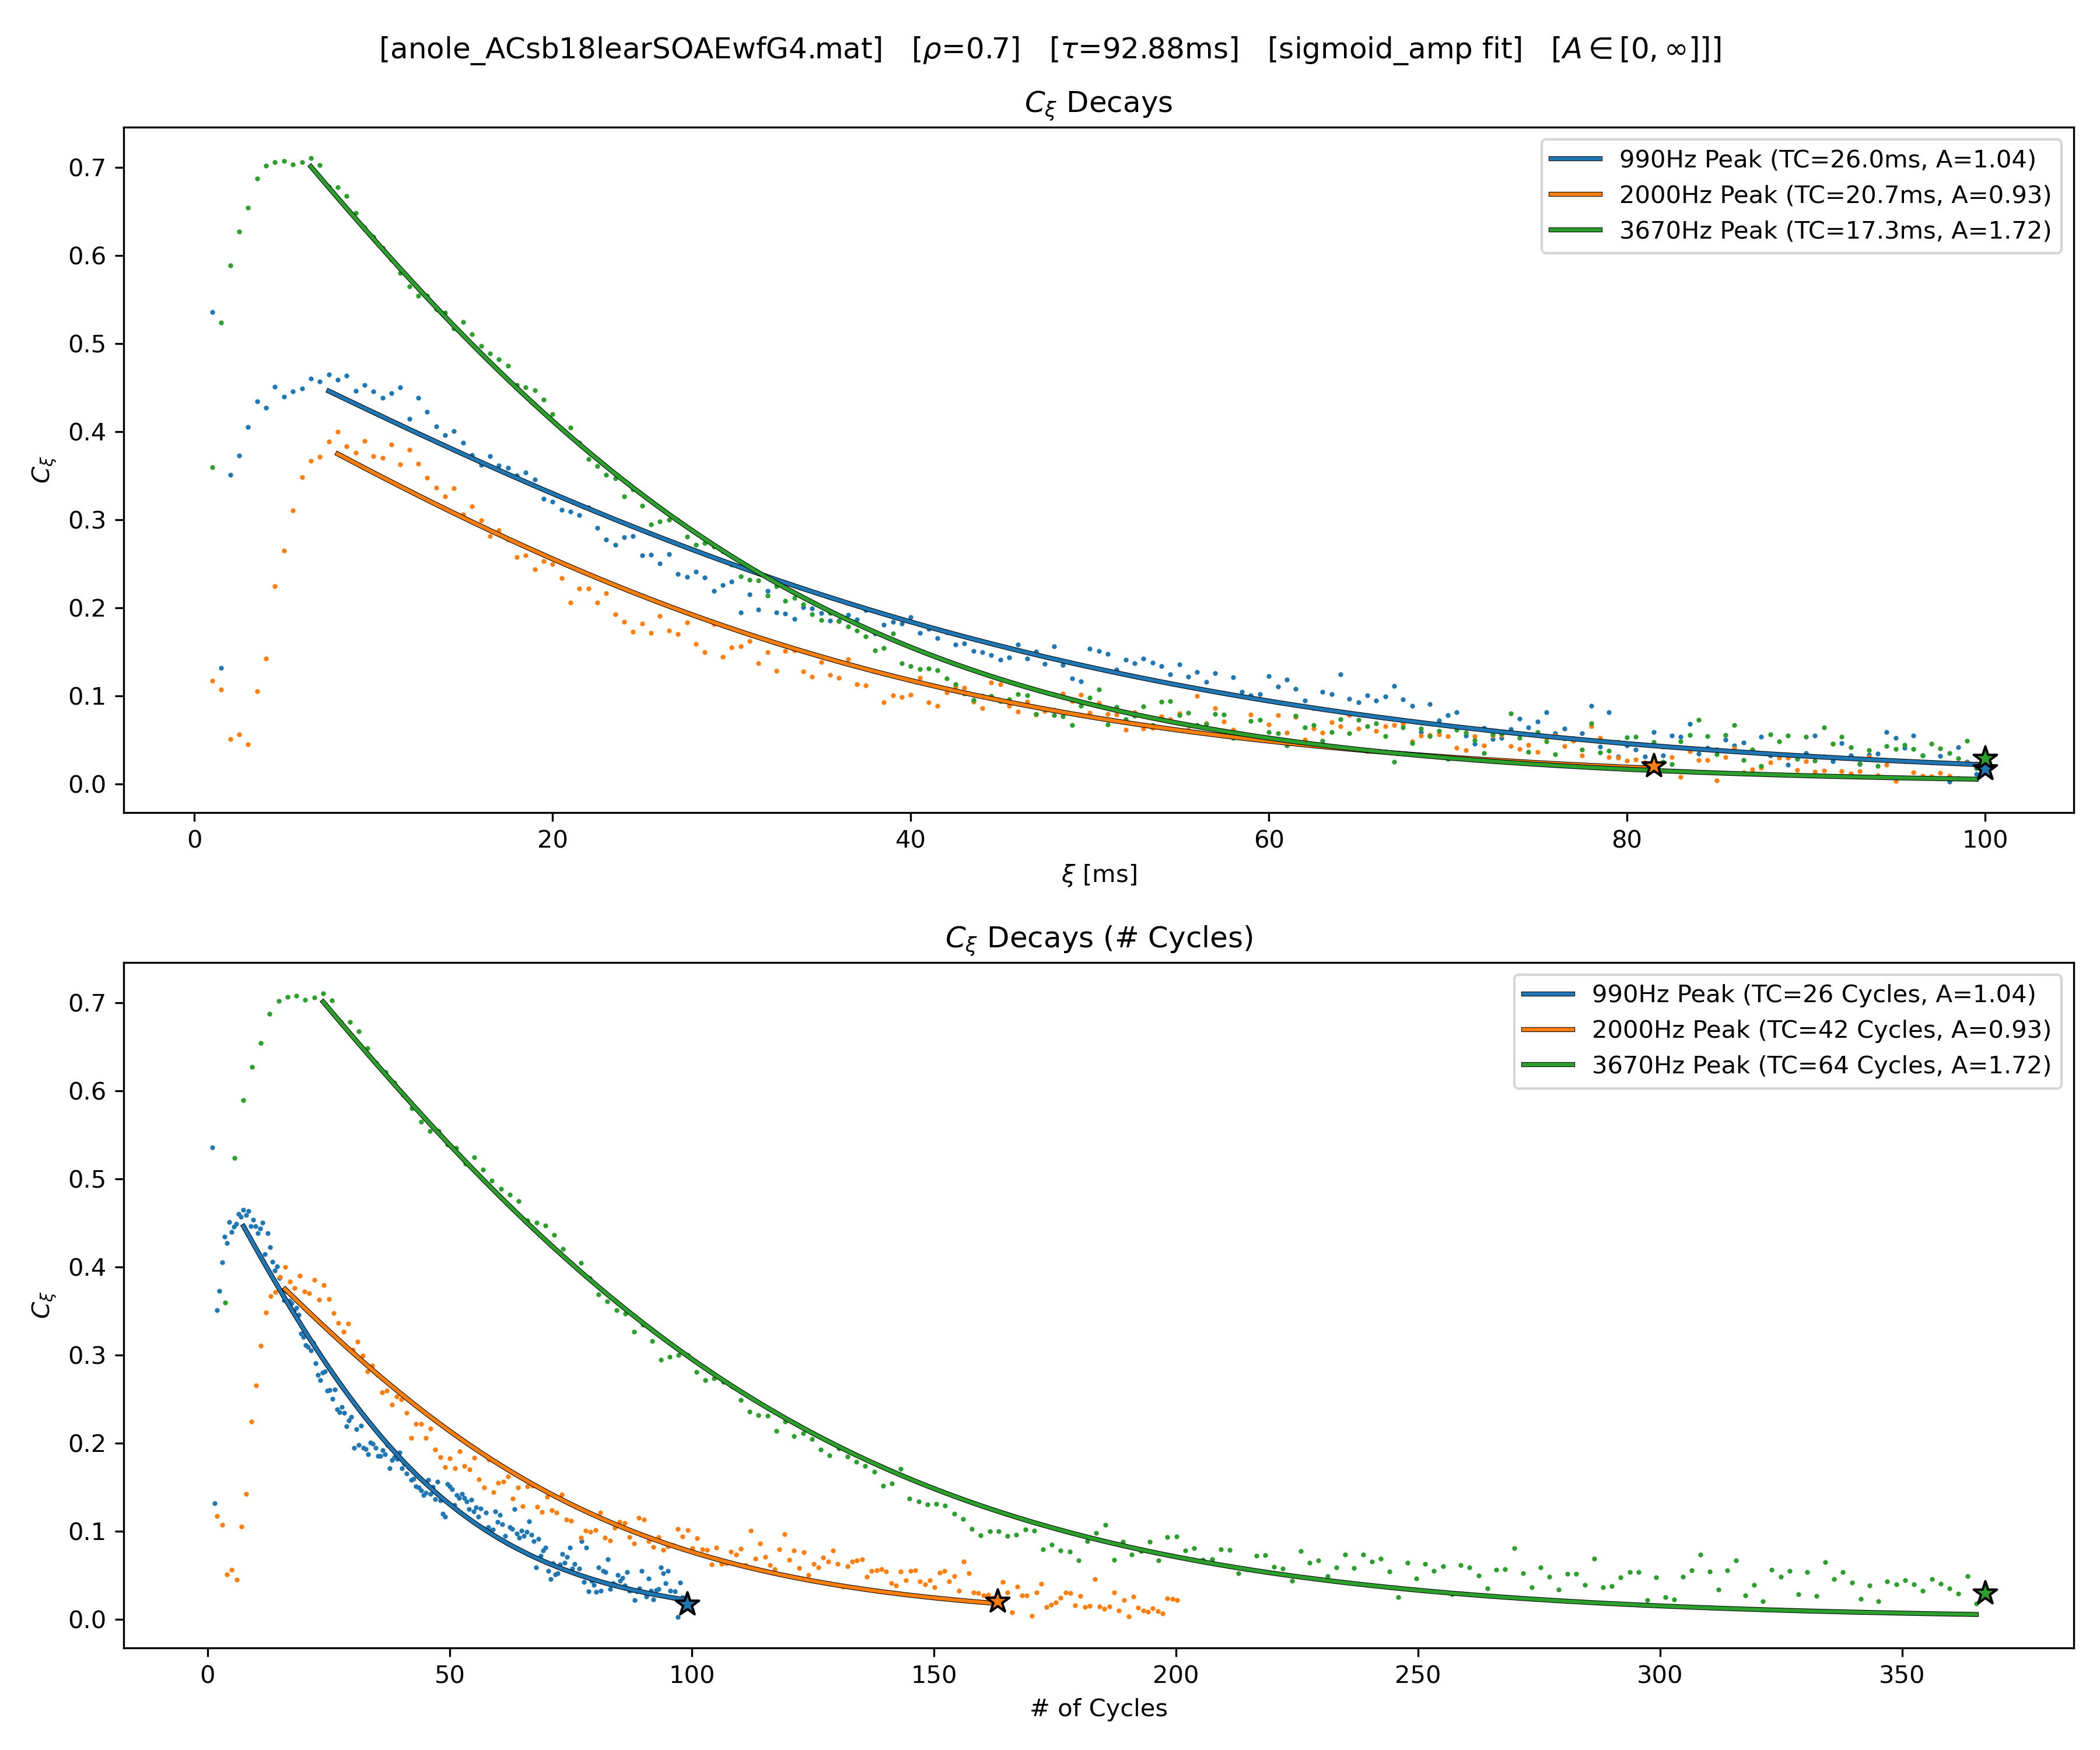 [anole_ACsb18learSOAEwfG4.mat]   [ρ=0.7]   [τ=92.88ms]   [sigmoid_amp fit]   [A ∈ [0, ∞]]]
C_ξ Decays
0.7
0.6
0.5
0.4
0.3
0.2
0.1
0.0
C_ξ
990Hz Peak (TC=26.0ms, A=1.04)
2000Hz Peak (TC=20.7ms, A=0.93)
3670Hz Peak (TC=17.3ms, A=1.72)
0 20 40 60 80 100
ξ [ms]
C_ξ Decays (# Cycles)
0.7
0.6
0.5
0.4
0.3
0.2
0.1
0.0
C_ξ
990Hz Peak (TC=26 Cycles, A=1.04)
2000Hz Peak (TC=42 Cycles, A=0.93)
3670Hz Peak (TC=64 Cycles, A=1.72)
0 50 100 150 200 250 300 350
# of Cycles